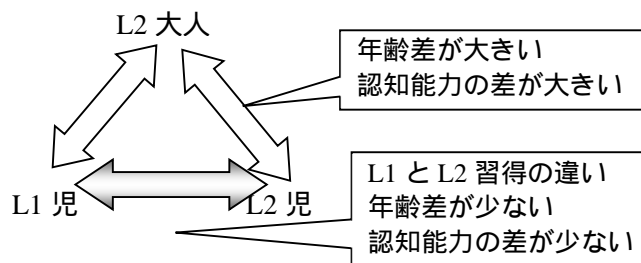 L2 大人
年齢差が大きい
認知能力の差が大きい
L1 児
L2 児
L1 と L2 習得の違い
年齢差が少ない
認知能力の差が少ない